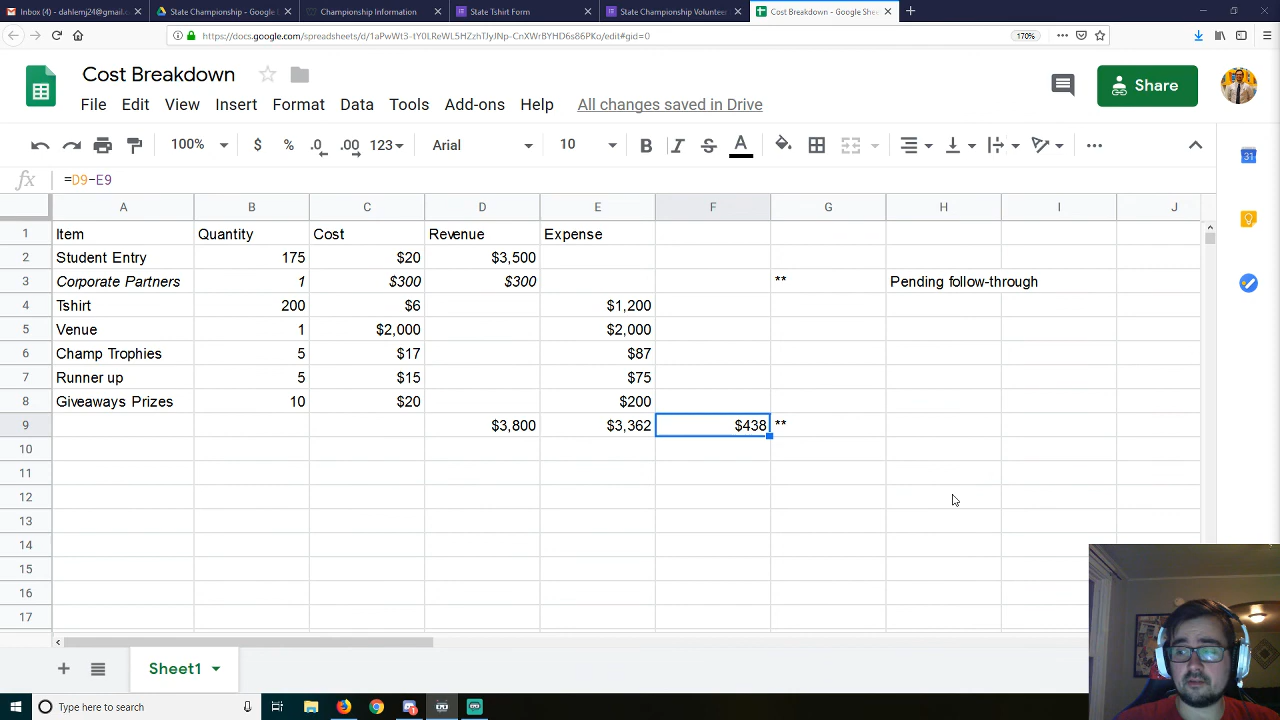 Inbox (4) - dahlemj24@gmail.c
State Championship - Google
Championship Information
State Tshirt Form
State Championship Voluntee
Cost Breakdown - Google Shee
170%
Cost Breakdown
Share
File Edit View Insert Format Data Tools Add-ons Help All changes saved in Drive
100% $ % .0 .00 123 Arial 10 B I S A
31
fx =D9-E9
A B C D E F G H I J
1 Item Quantity Cost Revenue Expense
2 Student Entry 175 $20 $3,500
3 Corporate Partners 1 $300 $300 ** Pending follow-through
4 Tshirt 200 $6 $1,200
5 Venue 1 $2,000 $2,000
6 Champ Trophies 5 $17 $87
7 Runner up 5 $15 $75
8 Giveaways Prizes 10 $20 $200
9 $3,800 $3,362 $438 **
10
11
12
13
14
15
16
17
Sheet1
Type here to search